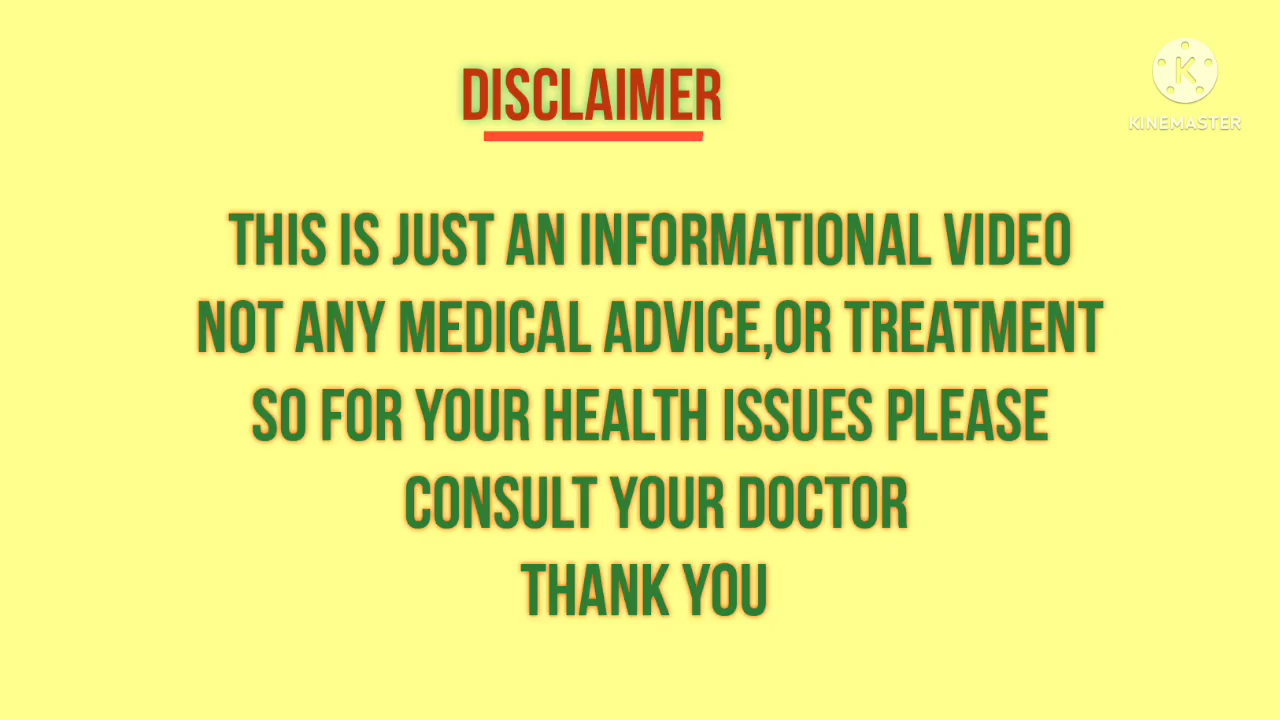 DISCLAIMER
K
KINEMASTER
THIS IS JUST AN INFORMATIONAL VIDEO
NOT ANY MEDICAL ADVICE,OR TREATMENT
SO FOR YOUR HEALTH ISSUES PLEASE
CONSULT YOUR DOCTOR
THANK YOU